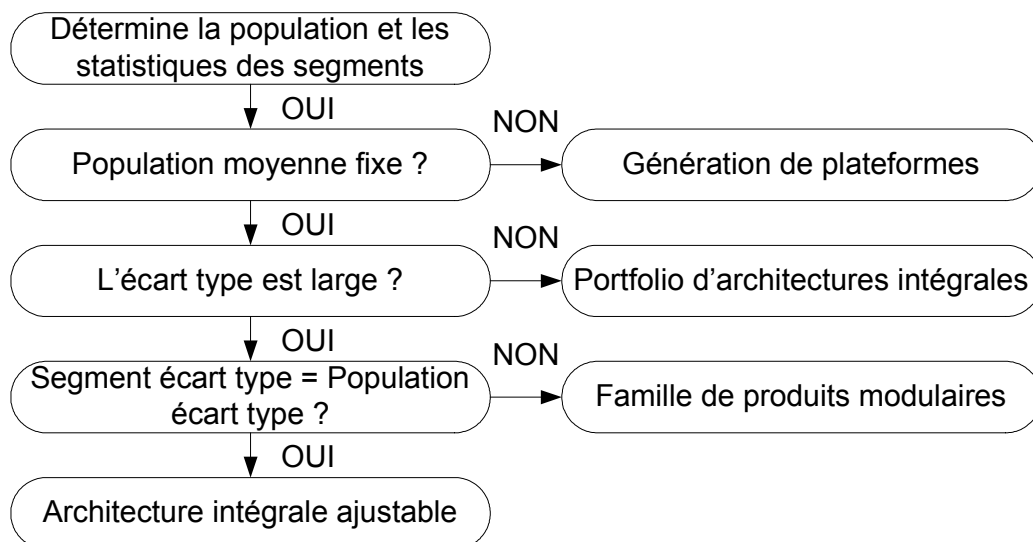 Détermine la population et les
statistiques des segments
OUI
NON
Population moyenne fixe ?
Génération de plateformes
OUI
NON
L'écart type est large ?
Portfolio d'architectures intégrales
OUI
NON
Segment écart type = Population
écart type ?
Famille de produits modulaires
OUI
Architecture intégrale ajustable